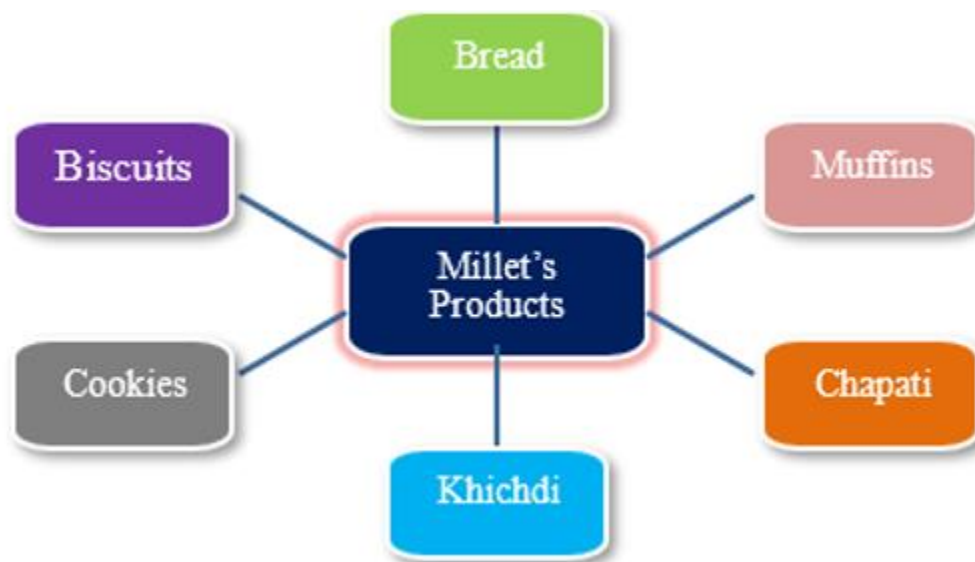 Bread
Biscuits
Muffins
Millet's
Products
Cookies
Chapati
Khichdi